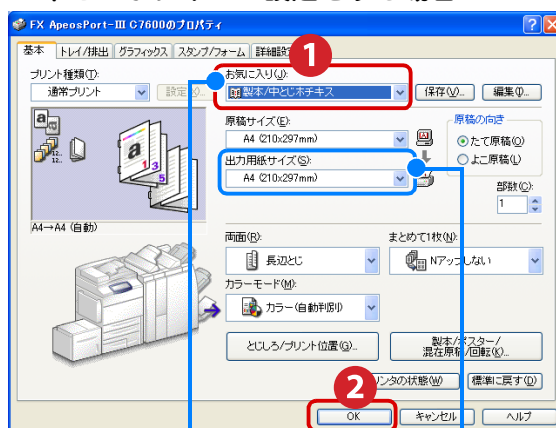 FX ApeosPort-III C7600のプロパティ
基本 トレイ/排出 グラフィックス スタンプ/フォーム 詳細設定
1
プリント種類(T):
通常プリント
設定
お気に入り(J):
製本/中とじホチキス
保存(V)... 編集(I)...
原稿サイズ(E):
A4 (210x297mm)
原稿の向き
たて原稿(O)
よこ原稿(L)
出力用紙サイズ(S):
A4 (210x297mm)
部数(C):
1
A4→A4 (自動)
両面(R):
長辺とじ
まとめて1枚(N):
Nアップしない
カラーモード(M):
カラー(自動判別)
とじしろ/プリント位置(G)...
製本/ポスター/
混在原稿/回転(K)...
2
リンタの状態(W) 標準に戻す(D)
OK キャンセル ヘルプ